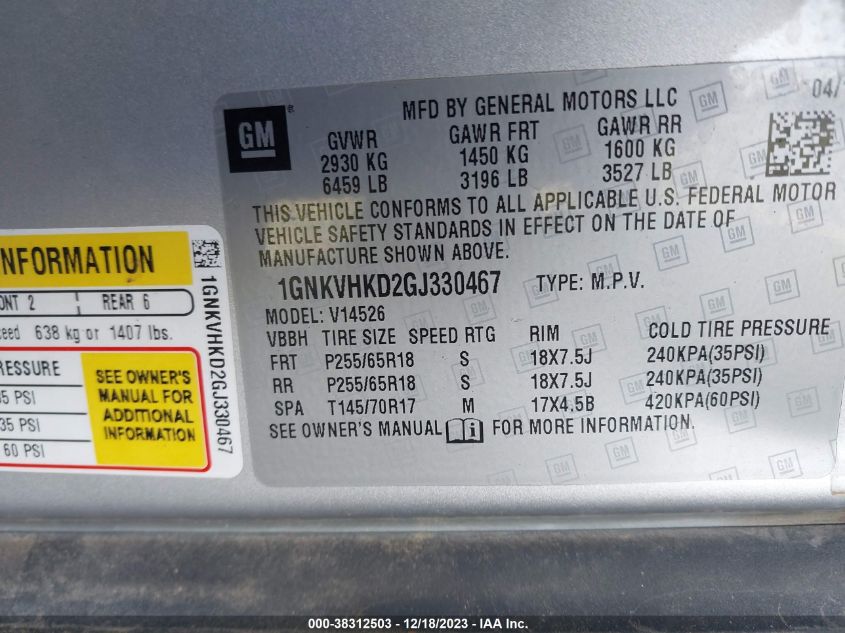 04/
MFD BY GENERAL MOTORS LLC
GM
GVWR GAWR FRT GAWR RR
2930 KG 1450 KG 1600 KG
6459 LB 3196 LB 3527 LB
THIS VEHICLE CONFORMS TO ALL APPLICABLE U.S. FEDERAL MOTOR
VEHICLE SAFETY STANDARDS IN EFFECT ON THE DATE OF
MANUFACTURE SHOWN ABOVE.
1GNKVHKD2GJ330467 TYPE: M.P.V.
MODEL: V14526
VBBH TIRE SIZE SPEED RTG RIM COLD TIRE PRESSURE
FRT P255/65R18 S 18X7.5J 240KPA(35PSI)
RR P255/65R18 S 18X7.5J 240KPA(35PSI)
SPA T145/70R17 M 17X4.5B 420KPA(60PSI)
SEE OWNER'S MANUAL i FOR MORE INFORMATION.
NFORMATION
ONT 2 REAR 6
ceed 638 kg or 1407 lbs.
RESSURE
35 PSI
35 PSI
60 PSI
SEE OWNER'S
MANUAL FOR
ADDITIONAL
INFORMATION
1GNKVHKD2GJ330467
000-38312503 - 12/18/2023 - IAA Inc.